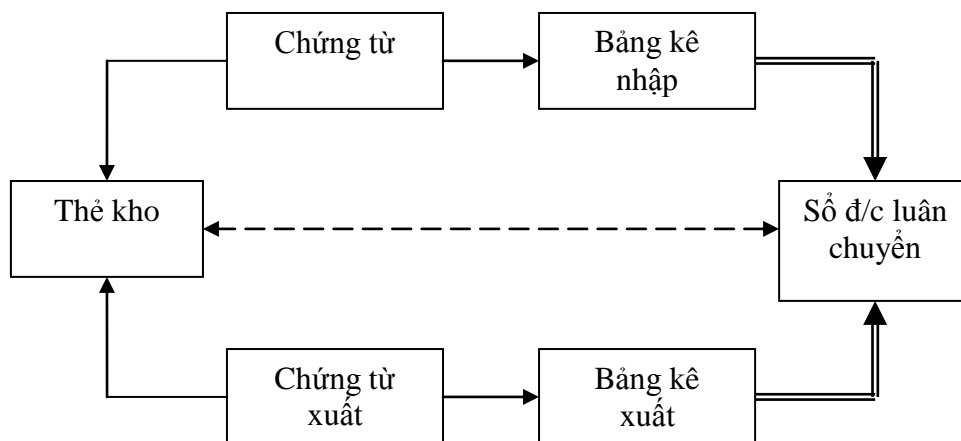 Chứng từ
Bảng kê
nhập
Thẻ kho
Sổ đ/c luân
chuyển
Chứng từ
xuất
Bảng kê
xuất